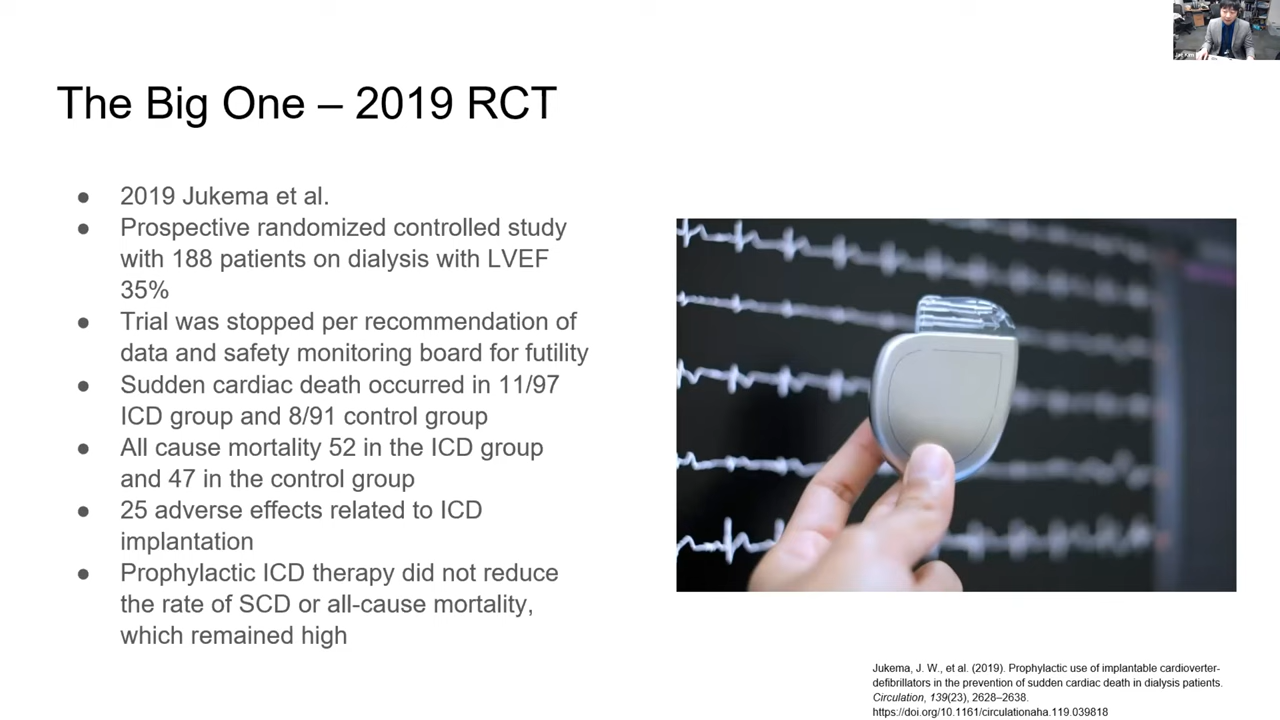 The Big One – 2019 RCT
● 2019 Jukema et al.
● Prospective randomized controlled study
with 188 patients on dialysis with LVEF
35%
● Trial was stopped per recommendation of
data and safety monitoring board for futility
● Sudden cardiac death occurred in 11/97
ICD group and 8/91 control group
● All cause mortality 52 in the ICD group
and 47 in the control group
● 25 adverse effects related to ICD
implantation
● Prophylactic ICD therapy did not reduce
the rate of SCD or all-cause mortality,
which remained high
Jukema, J. W., et al. (2019). Prophylactic use of implantable cardioverter-
defibrillators in the prevention of sudden cardiac death in dialysis patients.
Circulation, 139(23), 2628–2638.
https://doi.org/10.1161/circulationaha.119.039818